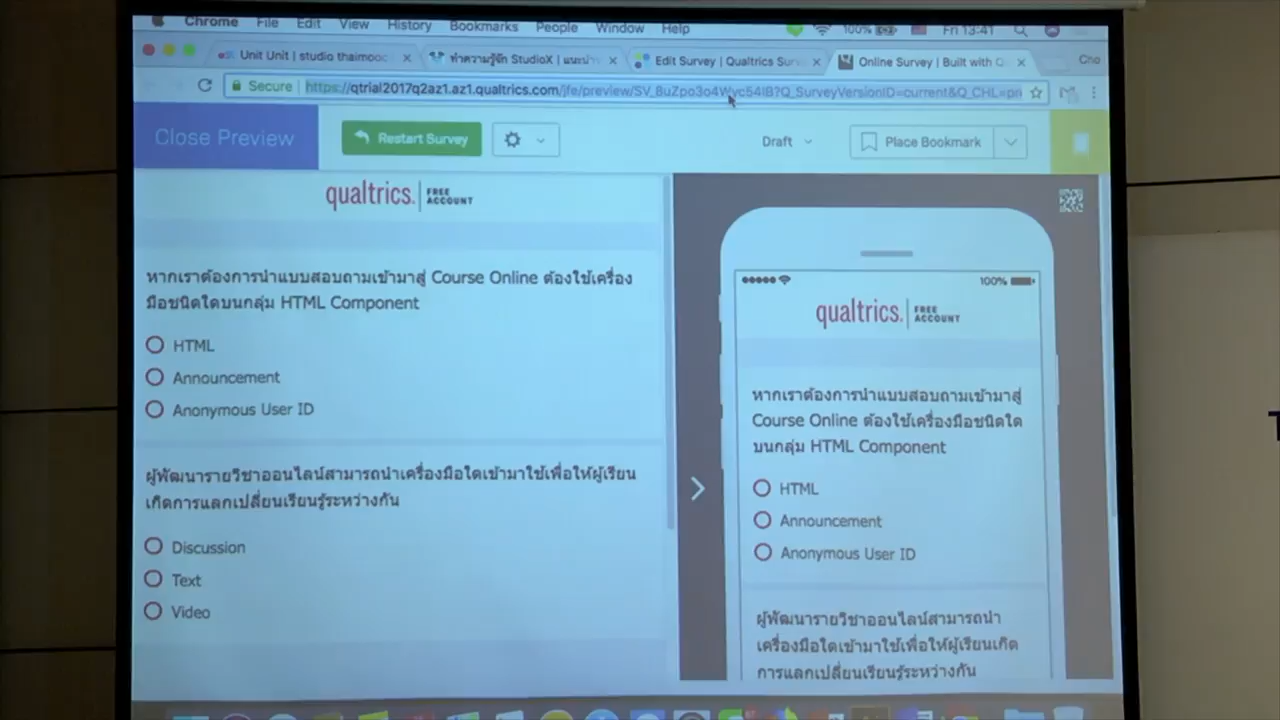 Chrome File Edit View History Bookmarks People Window Help 100% Fri 13:41
Unit Unit | studio thaimooc
ทำความรู้จัก StudioX | แนะนำ
Edit Survey | Qualtrics Surv
Online Survey | Built with Q
Cho
Secure
https://qtrial2017q2az1.az1.qualtrics.com/jfe/preview/SV_8uZpo3o4Wyc54IB?Q_SurveyVersionID=current&Q_CHL=pr
Close Preview
Restart Survey
Draft
Place Bookmark
qualtrics. FREE ACCOUNT
หากเราต้องการนำแบบสอบถามเข้ามาสู่ Course Online ต้องใช้เครื่อง
มือชนิดใดบนกลุ่ม HTML Component
HTML
Announcement
Anonymous User ID
ผู้พัฒนารายวิชาออนไลน์สามารถนำเครื่องมือใดเข้ามาใช้เพื่อให้ผู้เรียน
เกิดการแลกเปลี่ยนเรียนรู้ระหว่างกัน
Discussion
Text
Video
100%
qualtrics. FREE ACCOUNT
หากเราต้องการนำแบบสอบถามเข้ามาสู่
Course Online ต้องใช้เครื่องมือชนิดใด
บนกลุ่ม HTML Component
HTML
Announcement
Anonymous User ID
ผู้พัฒนารายวิชาออนไลน์สามารถนำ
เครื่องมือใดเข้ามาใช้เพื่อให้ผู้เรียนเกิด
การแลกเปลี่ยนเรียนรู้ระหว่างกัน